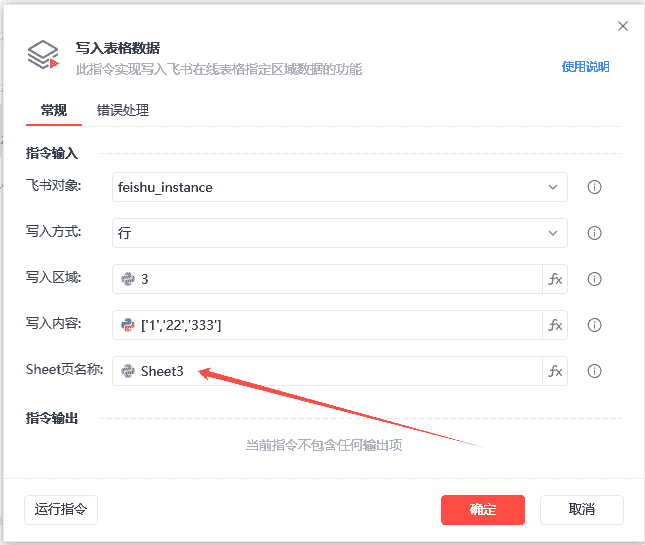 写入表格数据
此指令实现写入飞书在线表格指定区域数据的功能
使用说明
常规 错误处理
指令输入
飞书对象: feishu_instance
写入方式: 行
写入区域: 3 fx
写入内容: ['1','22','333'] fx
Sheet页名称: Sheet3 fx
指令输出
当前指令不包含任何输出项
运行指令 确定 取消